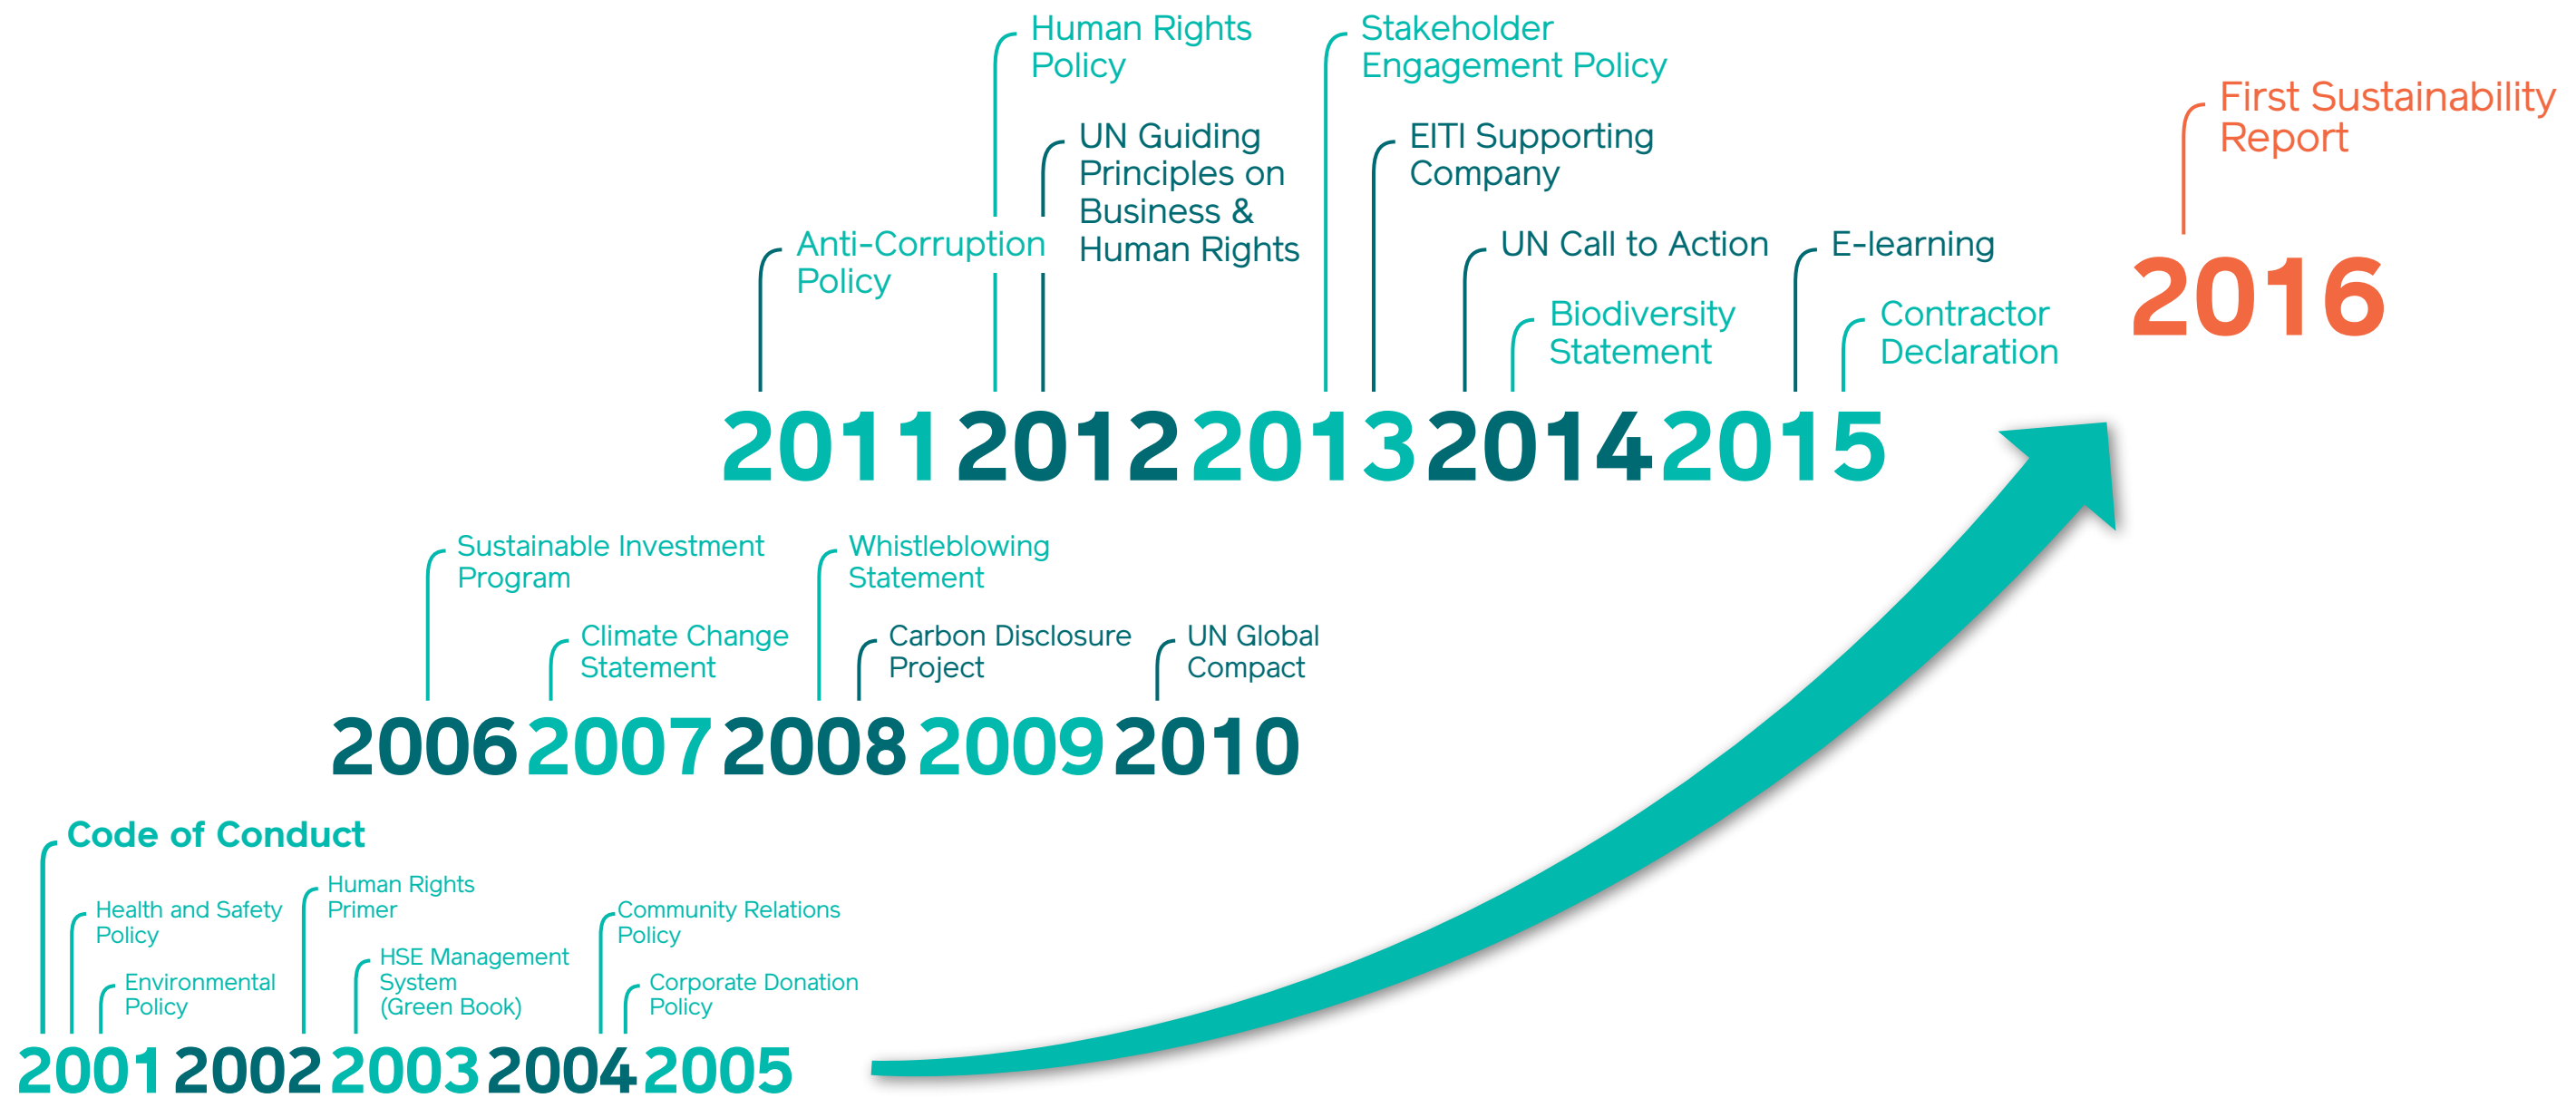 Human Rights
Policy
Stakeholder
Engagement Policy
First Sustainability
Report
UN Guiding
Principles on
Business &
Human Rights
EITI Supporting
Company
Anti-Corruption
Policy
UN Call to Action
E-learning
Biodiversity
Statement
Contractor
Declaration
2016
2011 2012 2013 2014 2015
Sustainable Investment
Program
Whistleblowing
Statement
Climate Change
Statement
Carbon Disclosure
Project
UN Global
Compact
2006 2007 2008 2009 2010
Code of Conduct
Health and Safety
Policy
Human Rights
Primer
Community Relations
Policy
Environmental
Policy
HSE Management
System
(Green Book)
Corporate Donation
Policy
2001 2002 2003 2004 2005